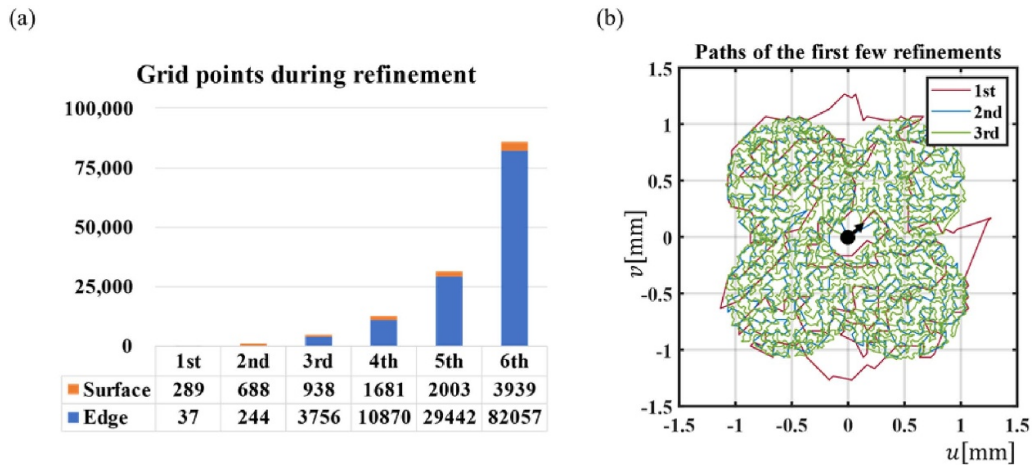 (a)
Grid points during refinement
100,000
75,000
50,000
25,000
0
1st 2nd 3rd 4th 5th 6th
Surface 289 688 938 1681 2003 3939
Edge 37 244 3756 10870 29442 82057
(b)
Paths of the first few refinements
1.5
1
0.5
0
-0.5
-1
-1.5
v[mm]
1st
2nd
3rd
-1.5 -1 -0.5 0 0.5 1 1.5
u[mm]